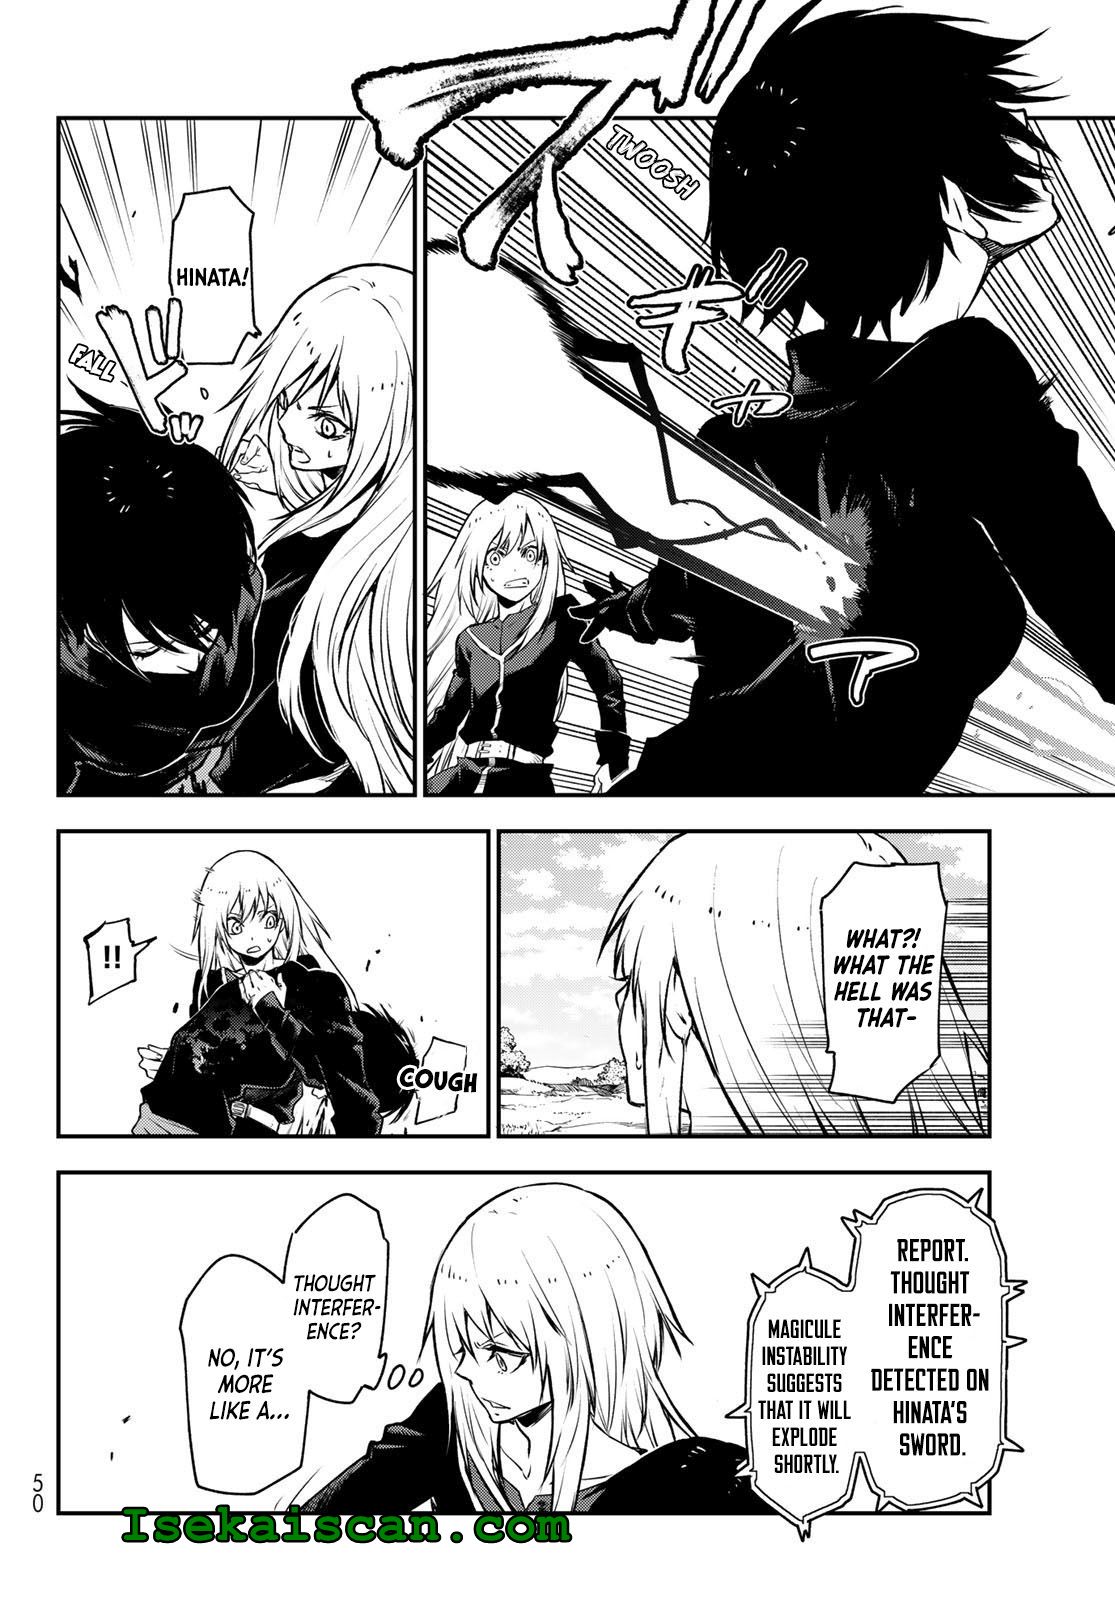 TWOOSH
HINATA!
FALL
ド
WHAT?!
WHAT THE
HELL WAS
THAT-
!!
COUGH
REPORT.
THOUGHT
INTERFER-
ENCE
DETECTED ON
HINATA'S
SWORD.
MAGICULE
INSTABILITY
SUGGESTS
THAT IT WILL
EXPLODE
SHORTLY.
THOUGHT
INTERFER-
ENCE?
NO, IT'S
MORE
LIKE A...
50
Isekaiscan.com